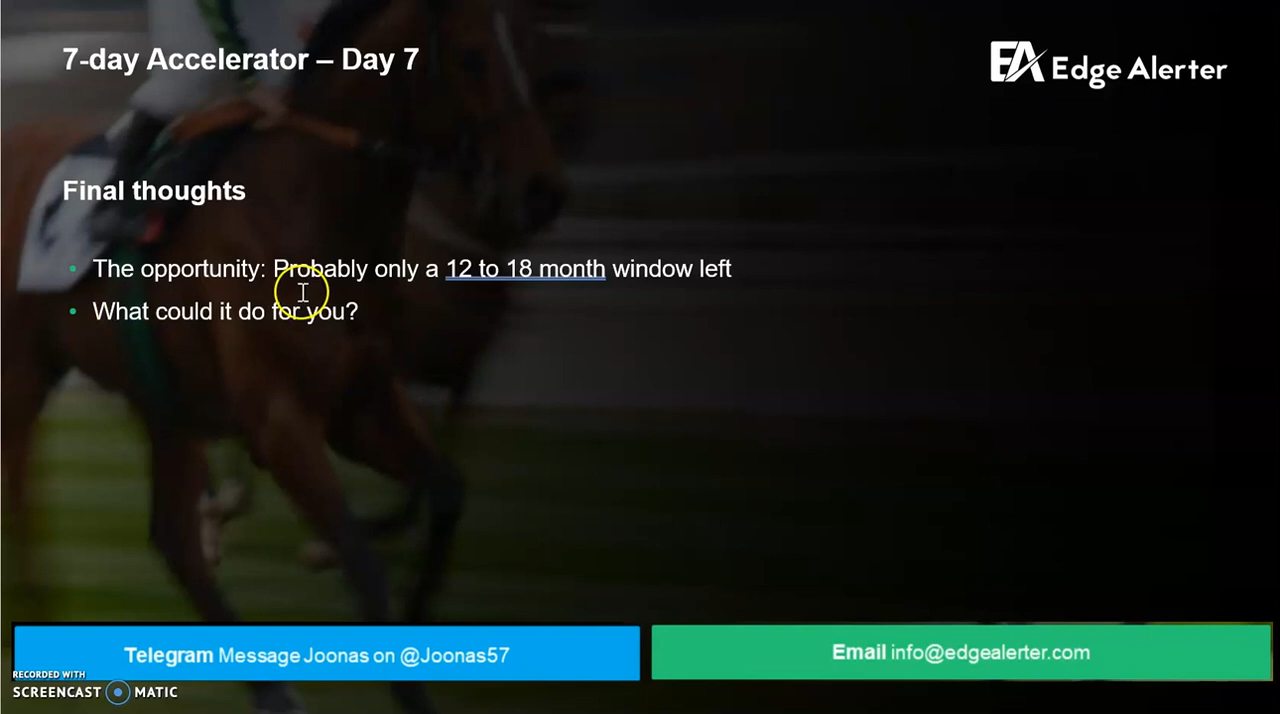 7-day Accelerator – Day 7
EA Edge Alerter
Final thoughts
• The opportunity: Probably only a 12 to 18 month window left
• What could it do for you?
Telegram Message Joonas on @Joonas57
Email info@edgealerter.com
RECORDED WITH
SCREENCAST MATIC